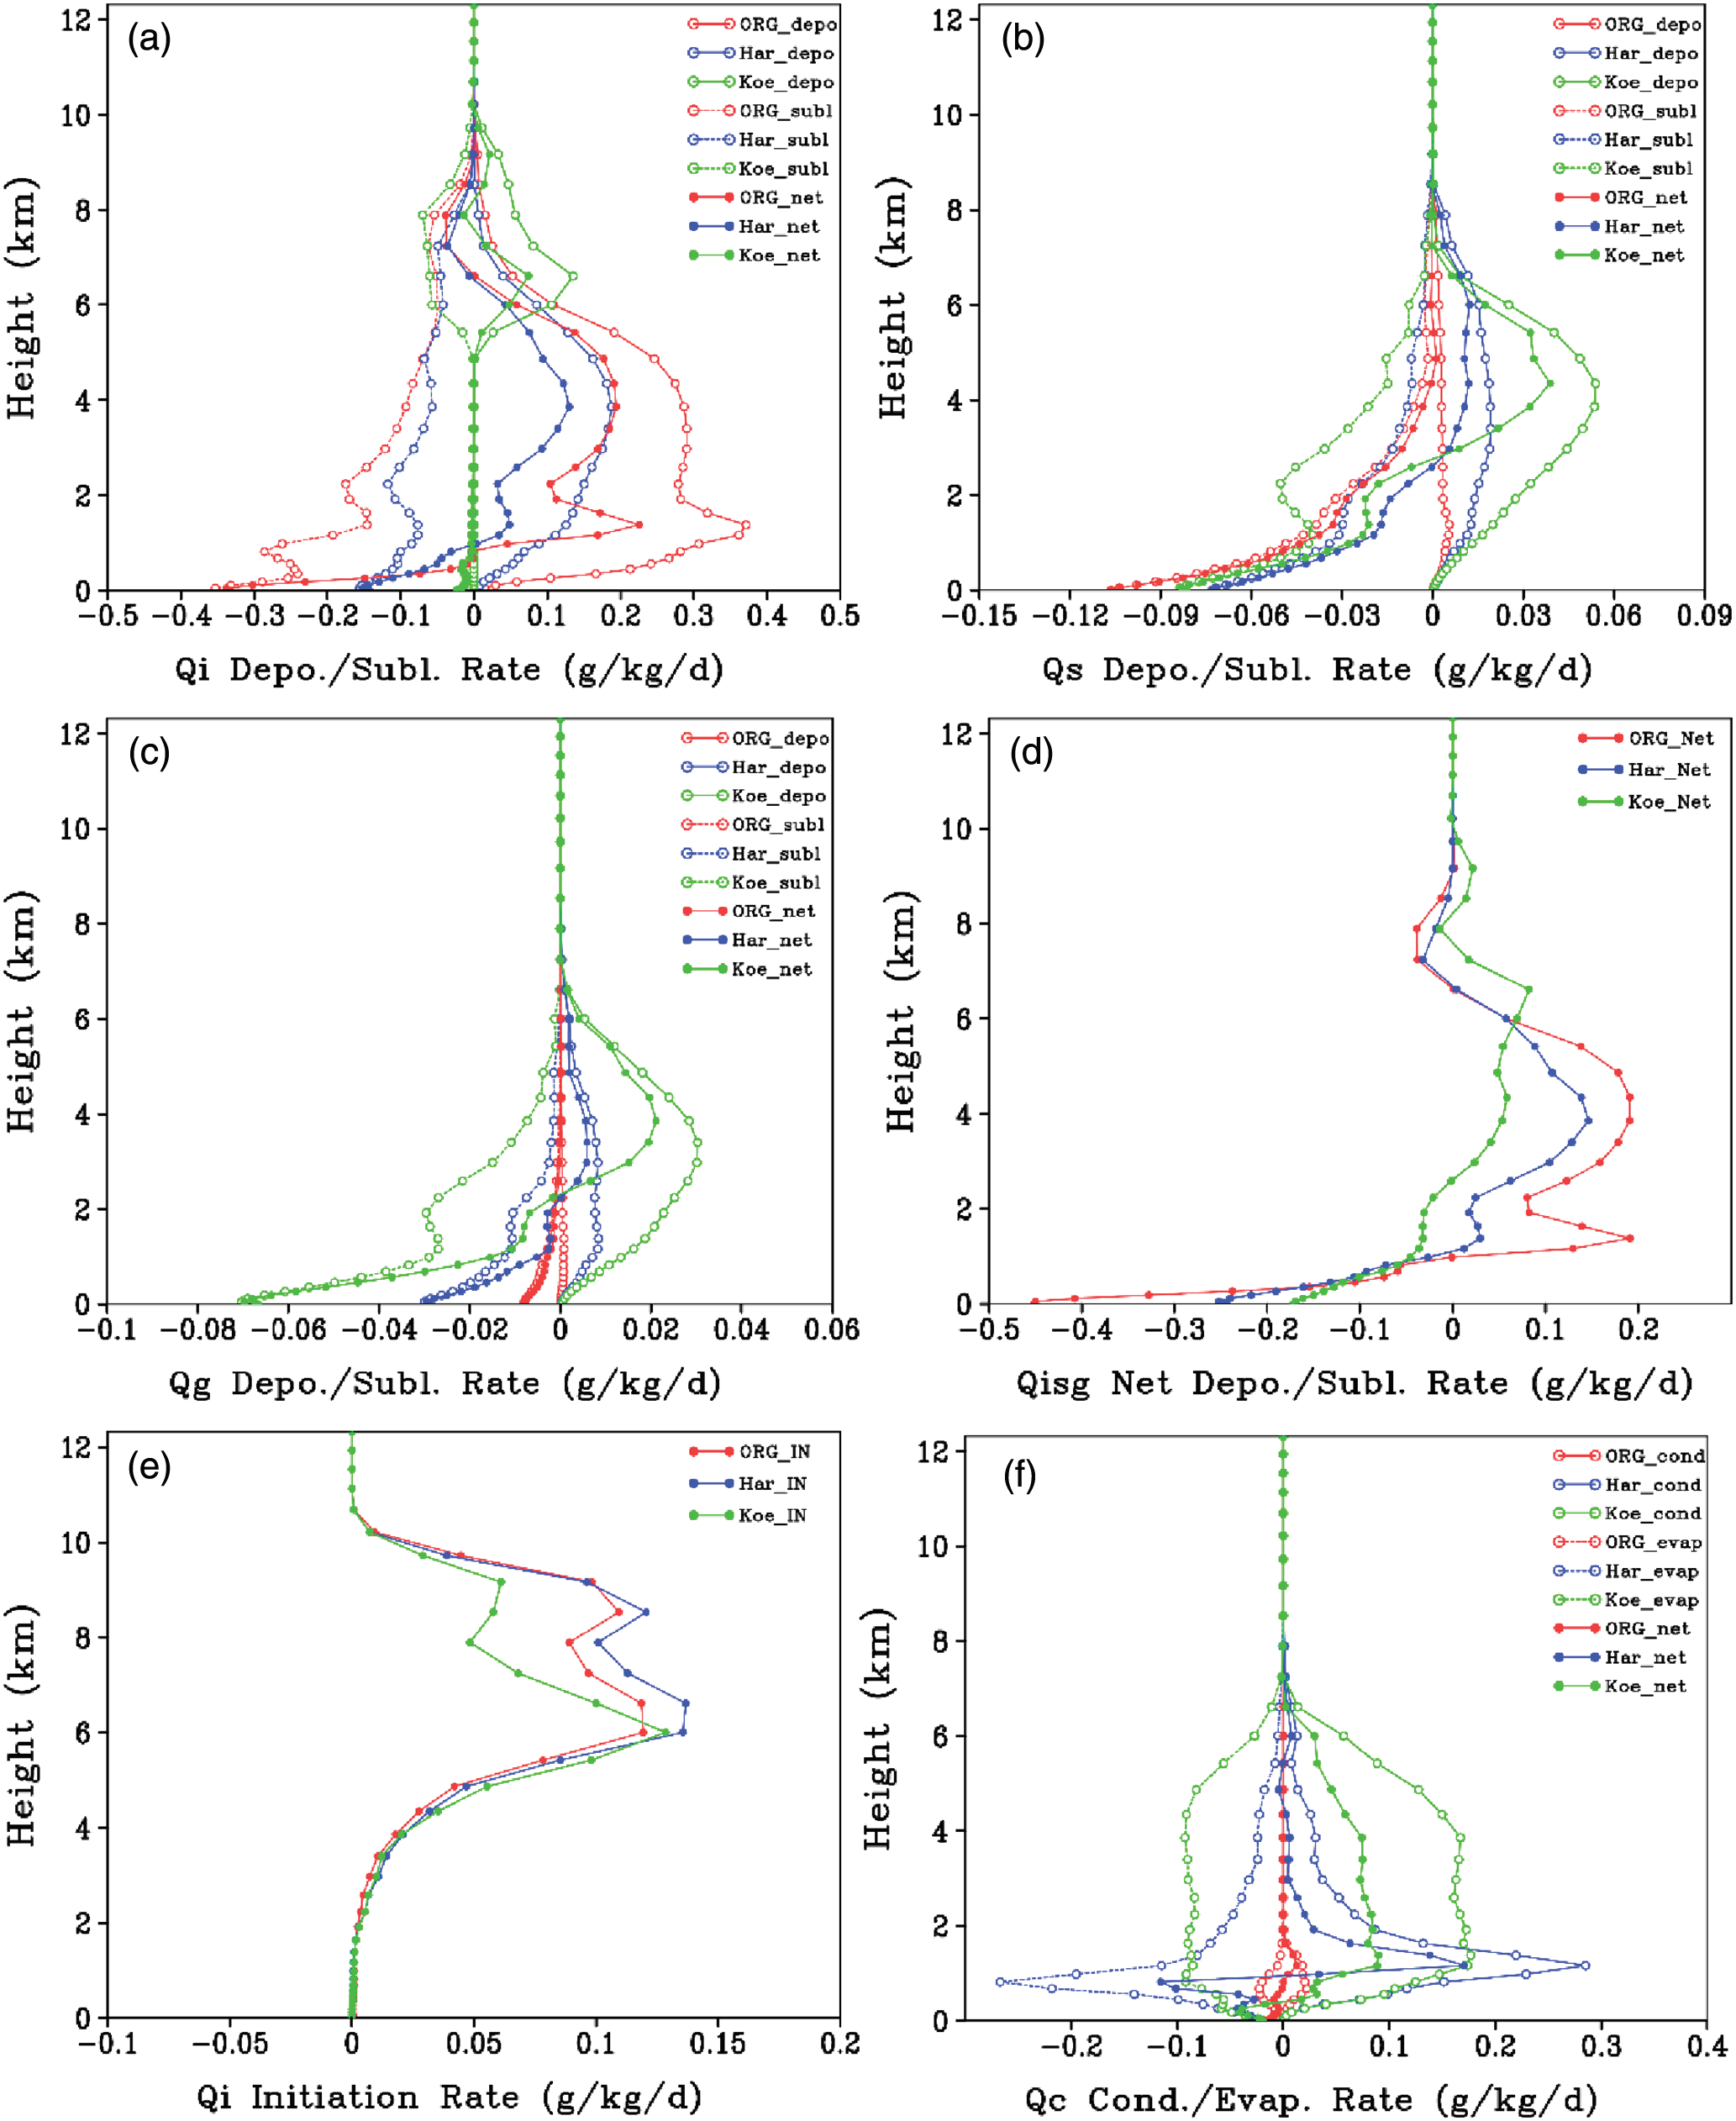 (a)
12
10
8
6
4
2
0
Height (km)
ORG_depo
Har_depo
Koe_depo
ORG_subl
Har_subl
Koe_subl
ORG_net
Har_net
Koe_net
-0.5 -0.4 -0.3 -0.2 -0.1 0 0.1 0.2 0.3 0.4 0.5
Qi Depo./Subl. Rate (g/kg/d)
(b)
12
10
8
6
4
2
0
Height (km)
ORG_depo
Har_depo
Koe_depo
ORG_subl
Har_subl
Koe_subl
ORG_net
Har_net
Koe_net
-0.15 -0.12 -0.09 -0.06 -0.03 0 0.03 0.06 0.09
Qs Depo./Subl. Rate (g/kg/d)
(c)
12
10
8
6
4
2
0
Height (km)
ORG_depo
Har_depo
Koe_depo
ORG_subl
Har_subl
Koe_subl
ORG_net
Har_net
Koe_net
-0.1 -0.08 -0.06 -0.04 -0.02 0 0.02 0.04 0.06
Qg Depo./Subl. Rate (g/kg/d)
(d)
12
10
8
6
4
2
0
Height (km)
ORG_Net
Har_Net
Koe_Net
-0.5 -0.4 -0.3 -0.2 -0.1 0 0.1 0.2
Qisg Net Depo./Subl. Rate (g/kg/d)
(e)
12
10
8
6
4
2
0
Height (km)
ORG_IN
Har_IN
Koe_IN
-0.1 -0.05 0 0.05 0.1 0.15 0.2
Qi Initiation Rate (g/kg/d)
(f)
12
10
8
6
4
2
0
Height (km)
ORG_cond
Har_cond
Koe_cond
ORG_evap
Har_evap
Koe_evap
ORG_net
Har_net
Koe_net
-0.2 -0.1 0 0.1 0.2 0.3 0.4
Qc Cond./Evap. Rate (g/kg/d)